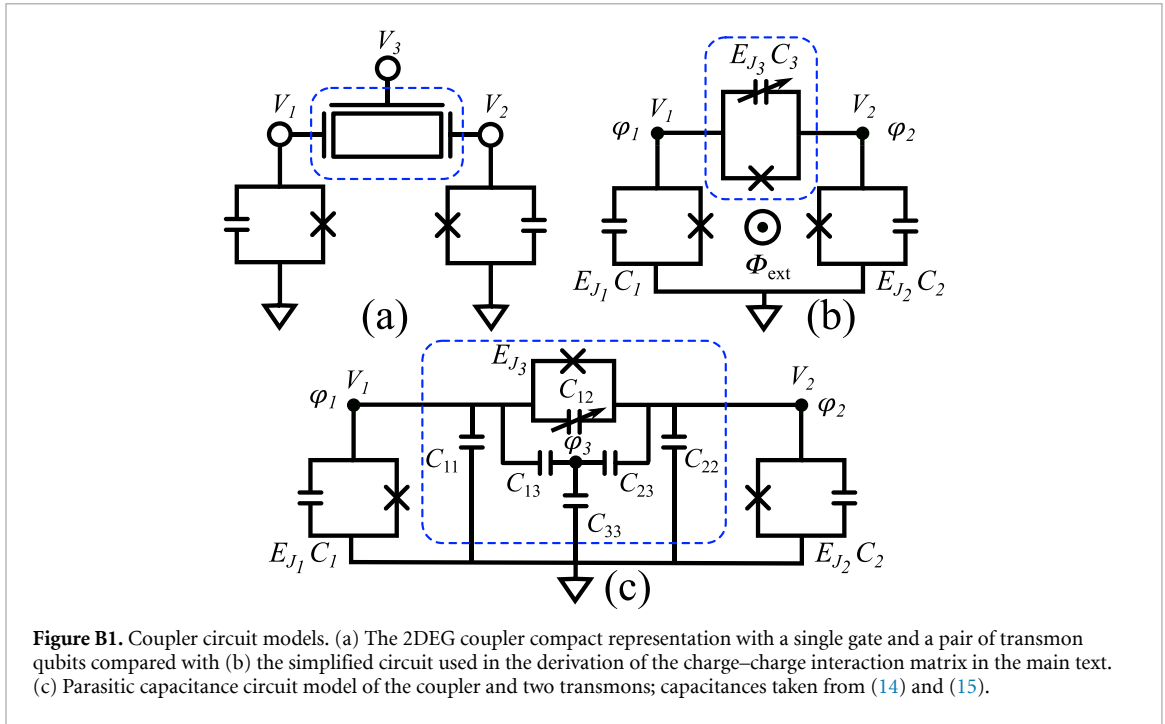 V3
V1
V2
(a)
EJ3 C3
V1
V2
φ1
φ2
Φext
EJ1 C1
EJ2 C2
(b)
EJ3
V1
V2
φ1
C12
φ2
φ3
C11
C13
C23
C22
C33
EJ1 C1
EJ2 C2
(c)
Figure B1. Coupler circuit models. (a) The 2DEG coupler compact representation with a single gate and a pair of transmon
qubits compared with (b) the simplified circuit used in the derivation of the charge–charge interaction matrix in the main text.
(c) Parasitic capacitance circuit model of the coupler and two transmons; capacitances taken from (14) and (15).